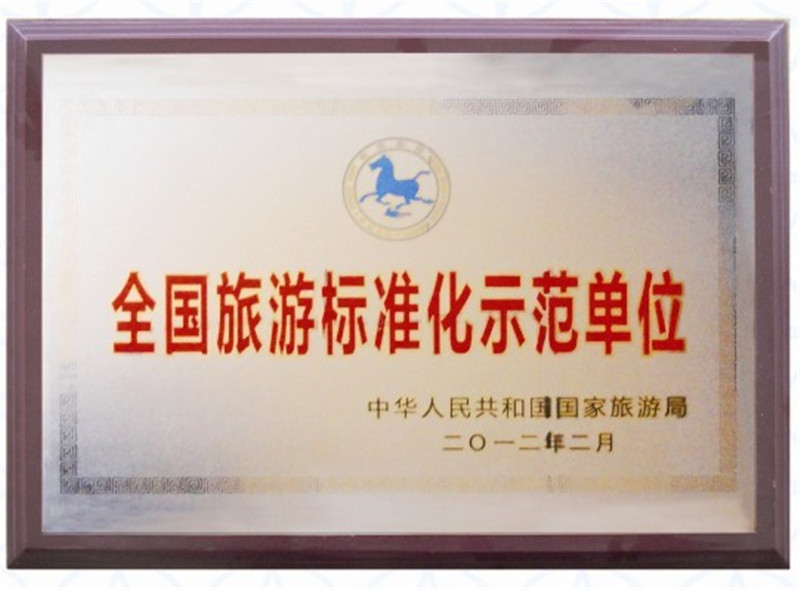 全国旅游标准化示范单位
中华人民共和国国家旅游局
二〇一二年二月